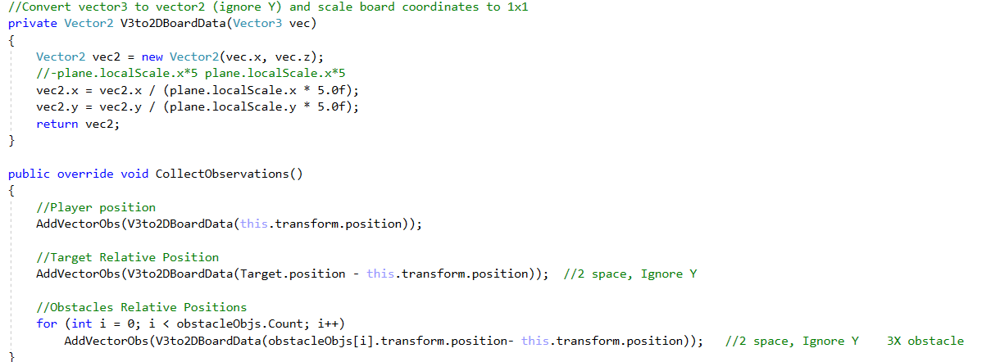 //Convert vector3 to vector2 (ignore Y) and scale board coordinates to 1x1
private Vector2 V3to2DBoardData(Vector3 vec)
{
    Vector2 vec2 = new Vector2(vec.x, vec.z);
    //-plane.localScale.x*5 plane.localScale.x*5
    vec2.x = vec2.x / (plane.localScale.x * 5.0f);
    vec2.y = vec2.y / (plane.localScale.y * 5.0f);
    return vec2;
}

public override void CollectObservations()
{
    //Player position
    AddVectorObs(V3to2DBoardData(this.transform.position));

    //Target Relative Position
    AddVectorObs(V3to2DBoardData(Target.position - this.transform.position));  //2 space, Ignore Y

    //Obstacles Relative Positions
    for (int i = 0; i < obstacleObjs.Count; i++)
        AddVectorObs(V3to2DBoardData(obstacleObjs[i].transform.position- this.transform.position));   //2 space, Ignore Y    3X obstacle
}